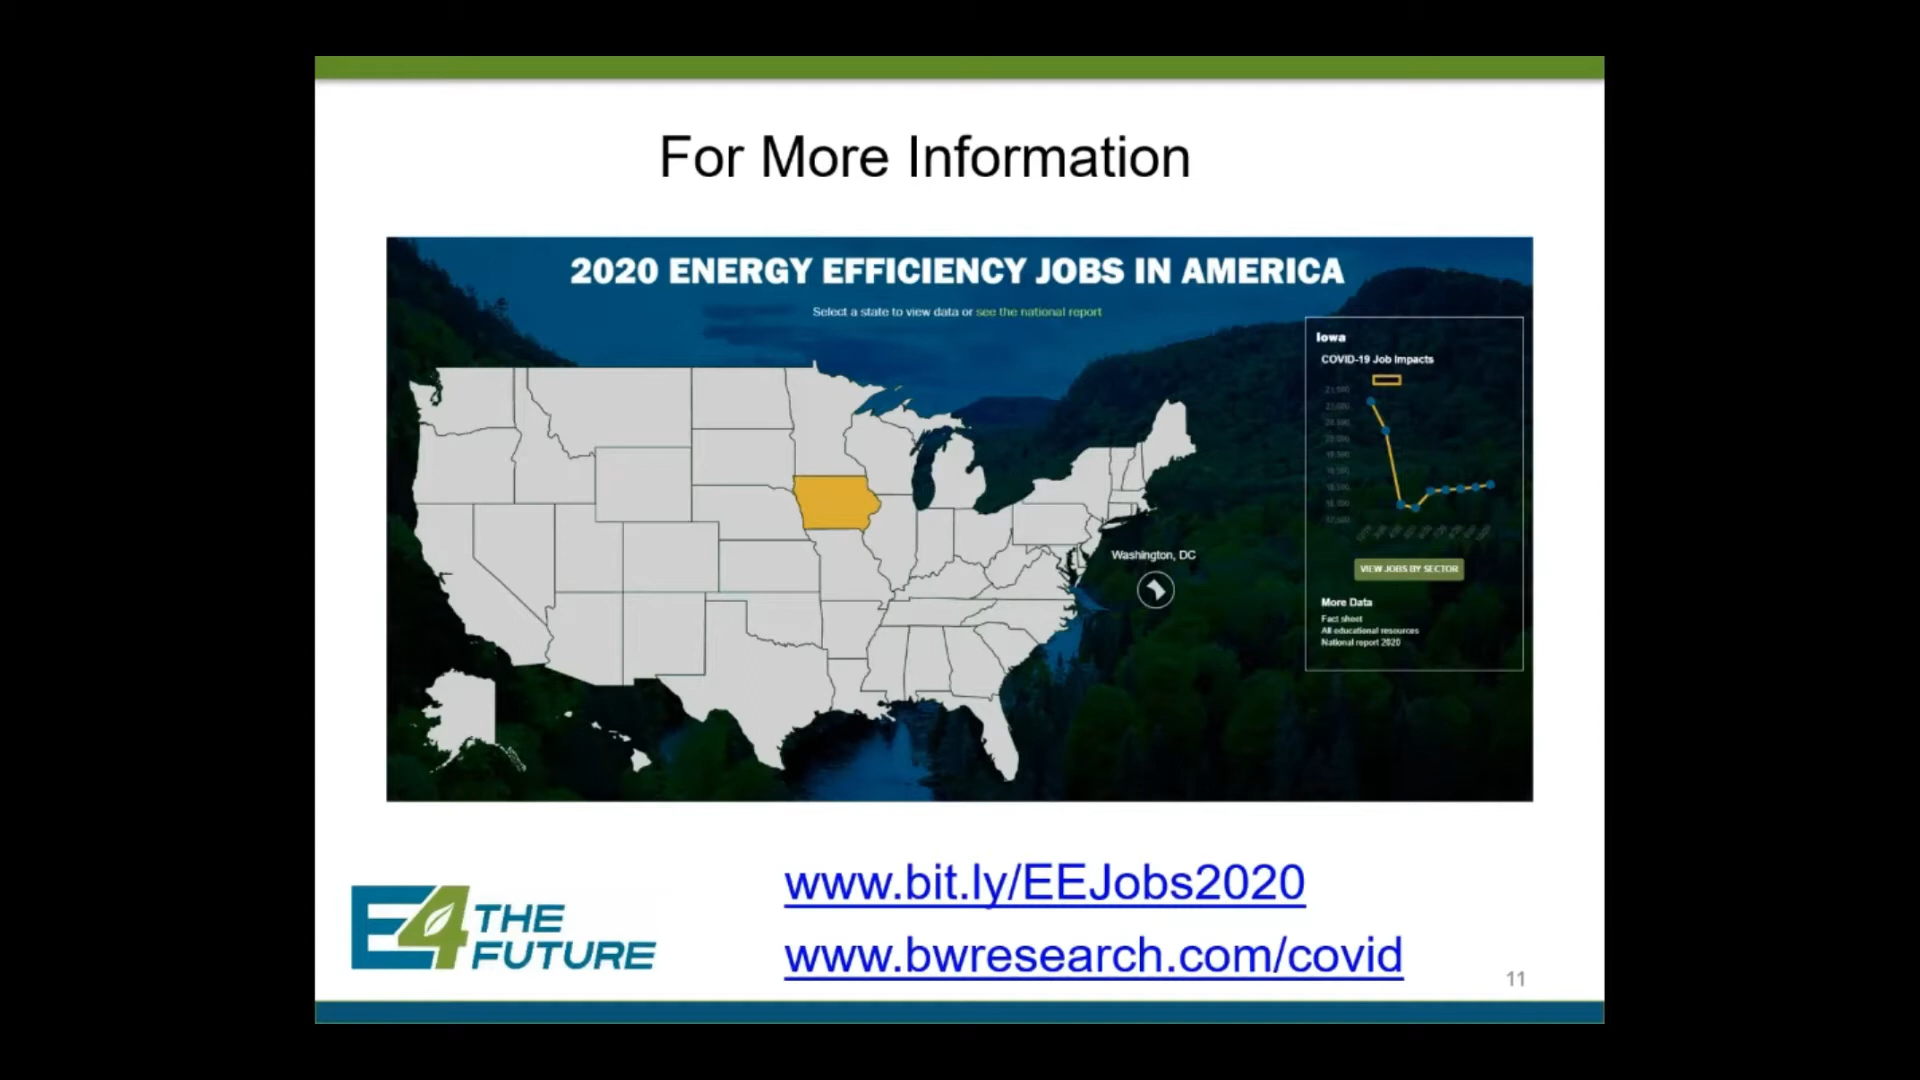 For More Information
2020 ENERGY EFFICIENCY JOBS IN AMERICA
Select a state to view data or see the national report
Iowa
COVID-19 Job Impacts
Washington, DC
VIEW JOBS BY SECTOR
More Data
Fact sheet
All educational resources
National report 2020
E4 THE
FUTURE
www.bit.ly/EEJobs2020
www.bwresearch.com/covid
11